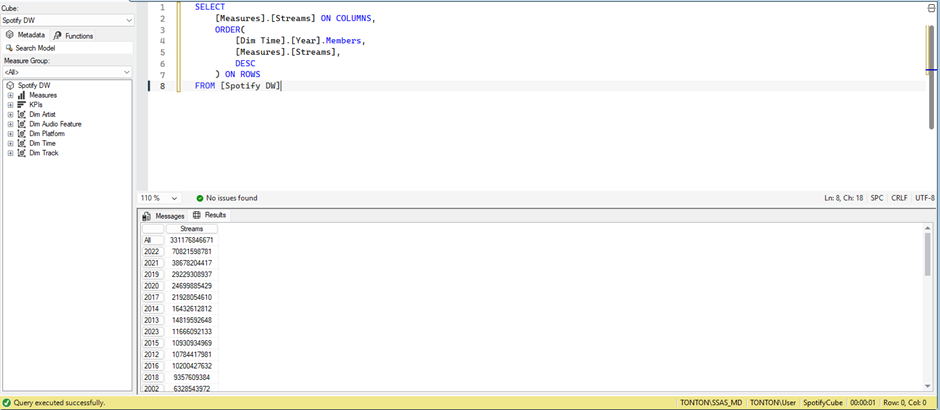 Cube:
Spotify DW
Metadata
Functions
Search Model
Measure Group:
<All>
Spotify DW
Measures
KPIs
Dim Artist
Dim Audio Feature
Dim Platform
Dim Time
Dim Track
1 SELECT
2 [Measures].[Streams] ON COLUMNS,
3 ORDER(
4 [Dim Time].[Year].Members,
5 [Measures].[Streams],
6 DESC
7 ) ON ROWS
8 FROM [Spotify DW]
110 %
No issues found
Ln: 8, Ch: 18 SPC CRLF UTF-8
Messages
Results
Streams
All 331176846671
2022 70821598781
2021 38678204417
2019 29229308937
2020 24699885429
2017 21928054610
2014 16432612812
2013 14819592648
2023 11666092133
2015 10930934969
2012 10784417981
2016 10200427632
2018 9357609384
2002 6328543972
Query executed successfully.
TONTON\SSAS_MD TONTON\User SpotifyCube 00:00:01 Row: 0, Col: 0